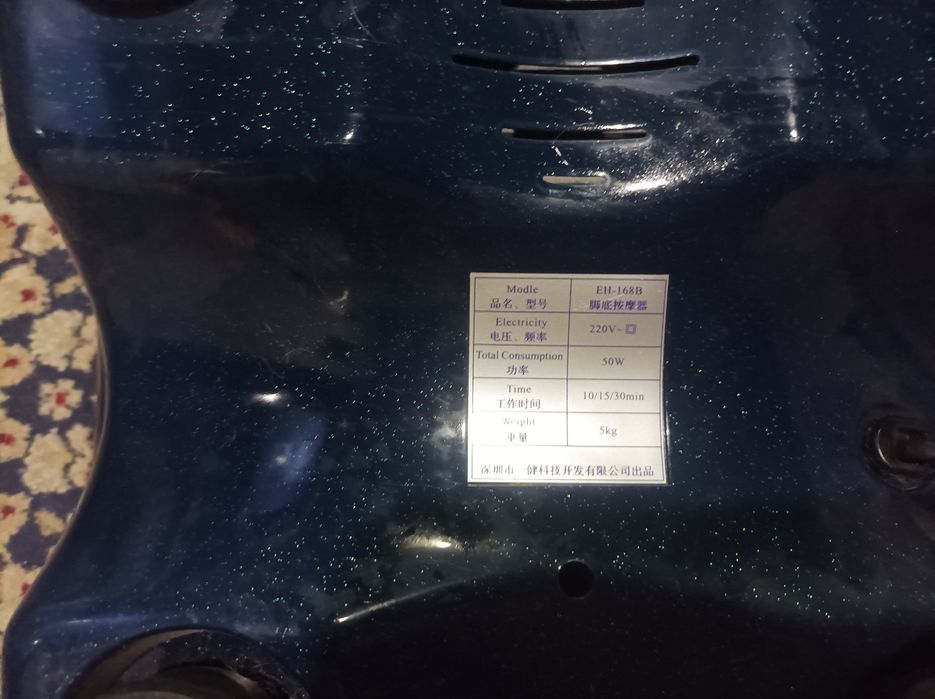 Modle EH-168B
品名、型号 脚底按摩器
Electricity 220V~
电压、频率
Total Consumption 50W
功率
Time 10/15/30min
工作时间
Weight 5kg
重量
深圳市一健科技开发有限公司出品